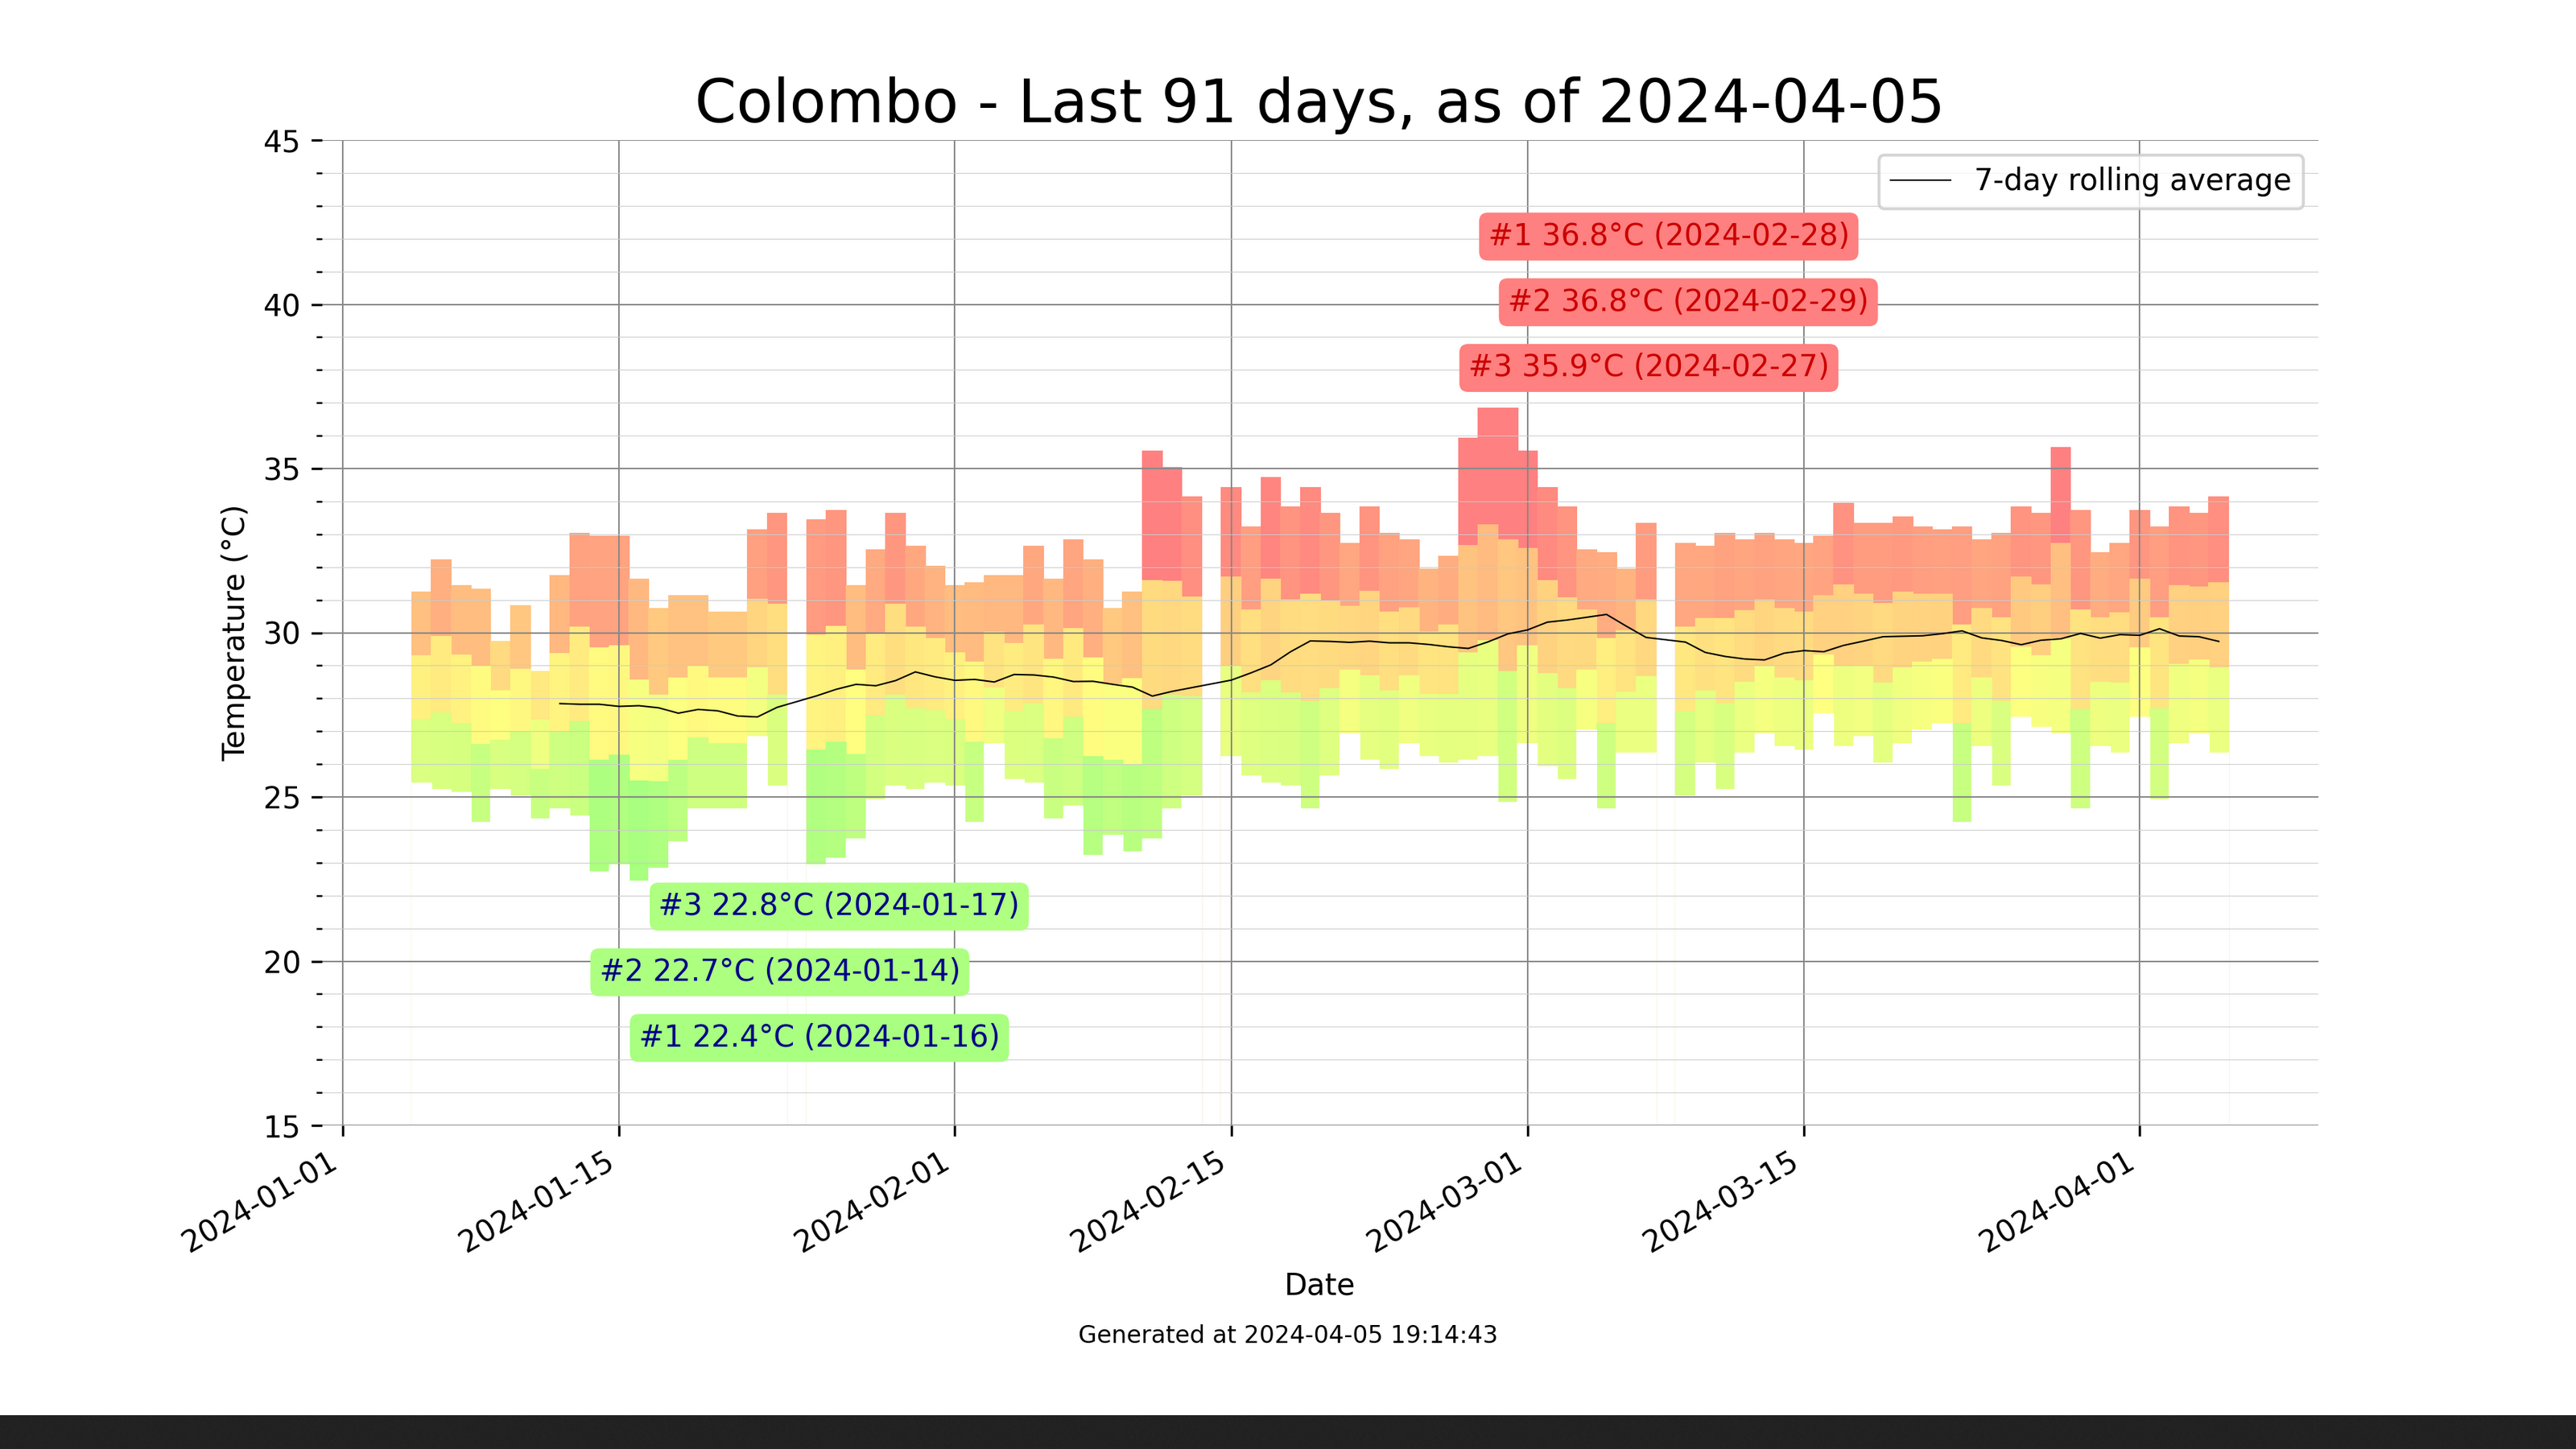 Colombo - Last 91 days, as of 2024-04-05
45
7-day rolling average
#1 36.8°C (2024-02-28)
40
#2 36.8°C (2024-02-29)
#3 35.9°C (2024-02-27)
35
30
Temperature (°C)
25
#3 22.8°C (2024-01-17)
20
#2 22.7°C (2024-01-14)
#1 22.4°C (2024-01-16)
15
2024-01-01
2024-01-15
2024-02-01
2024-02-15
2024-03-01
2024-03-15
2024-04-01
Date
Generated at 2024-04-05 19:14:43